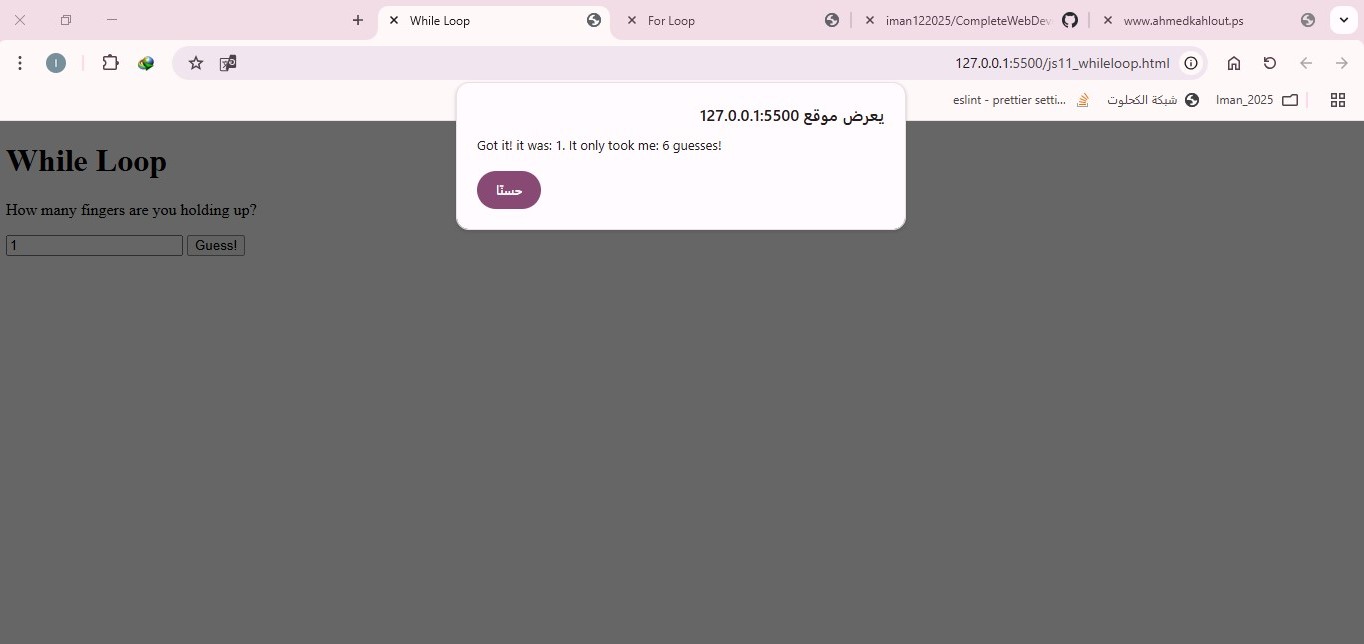 While Loop
For Loop
iman122025/CompleteWebDev
www.ahmedkahlout.ps
I
127.0.0.1:5500/js11_whileloop.html
eslint - prettier setti...
شبكة الكحلوت
Iman_2025
يعرض موقع 127.0.0.1:5500
Got it! it was: 1. It only took me: 6 guesses!
حسنًا
While Loop
How many fingers are you holding up?
1
Guess!